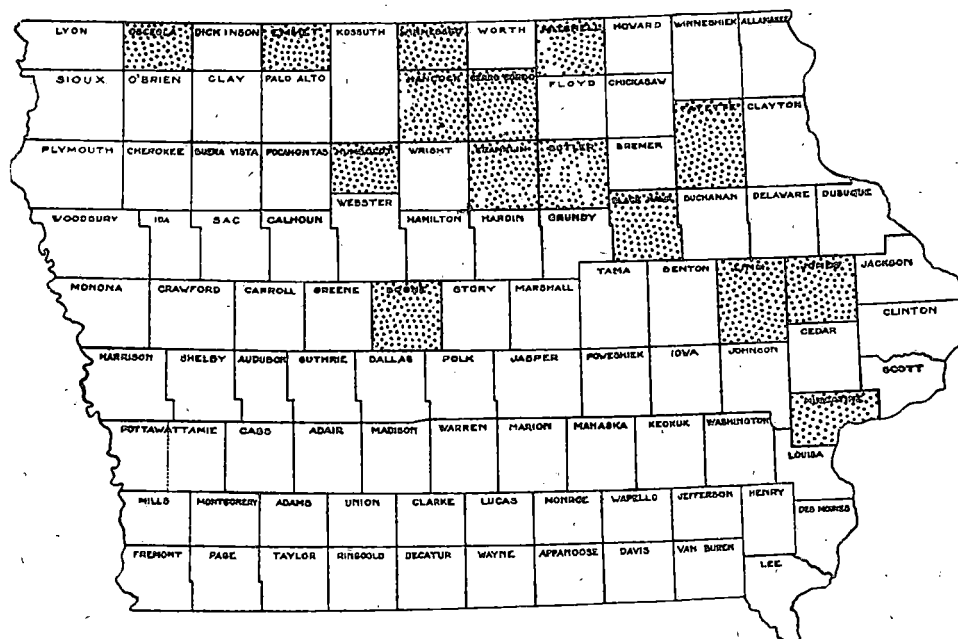 LYON OSCEOLA DICKINSON EMMET KOSSUTH WINNEBAGO WORTH MITCHELL HOWARD WINNESHIEK ALLAMAKEE
SIOUX O'BRIEN CLAY PALO ALTO HANCOCK CERRO GORDO FLOYD CHICKASAW FAYETTE CLAYTON
PLYMOUTH CHEROKEE BUENA VISTA POCAHONTAS HUMBOLDT WRIGHT FRANKLIN BUTLER BREMER
WEBSTER
WOODBURY IDA SAC CALHOUN HAMILTON HARDIN GRUNDY BLACK HAWK BUCHANAN DELAWARE DUBUQUE
MONONA CRAWFORD CARROLL GREENE BOONE STORY MARSHALL TAMA BENTON LINN JONES JACKSON
CLINTON
CEDAR
HARRISON SHELBY AUDUBON GUTHRIE DALLAS POLK JASPER POWESHIEK IOWA JOHNSON SCOTT
MUSCATINE
POTTAWATTAMIE CASS ADAIR MADISON WARREN MARION MAHASKA KEOKUK WASHINGTON
LOUISA
MILLS MONTGOMERY ADAMS UNION CLARKE LUCAS MONROE WAPELLO JEFFERSON HENRY
DES MOINES
FREMONT PAGE TAYLOR RINGGOLD DECATUR WAYNE APPANOOSE DAVIS VAN BUREN
LEE